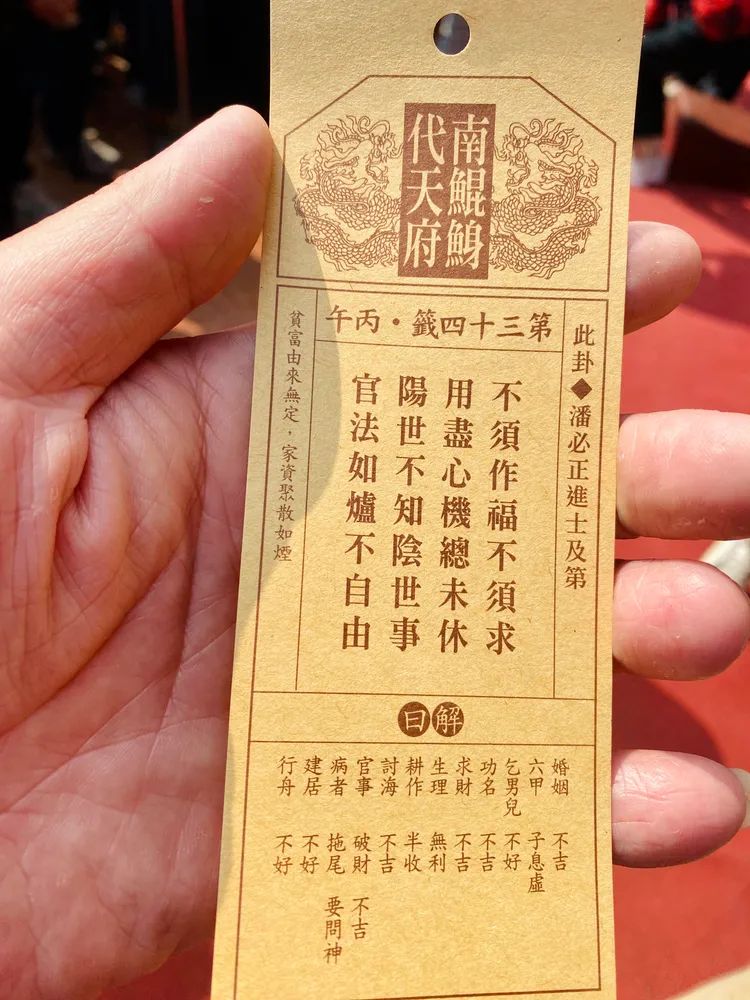 南鯤鯓
代天府
第三十四籤・丙午
此卦◆潘必正進士及第
不須作福不須求
用盡心機總未休
陽世不知陰世事
官法如爐不自由
貧富由來無定，家資聚散如煙
解曰
婚姻 不吉
六甲 子息虛
乞男兒 不好
功名 不吉
求財 不吉
生理 無利
耕作 半收
討海 不吉
官事 破財 不吉
病者 拖尾 要問神
建居 不好
行舟 不好